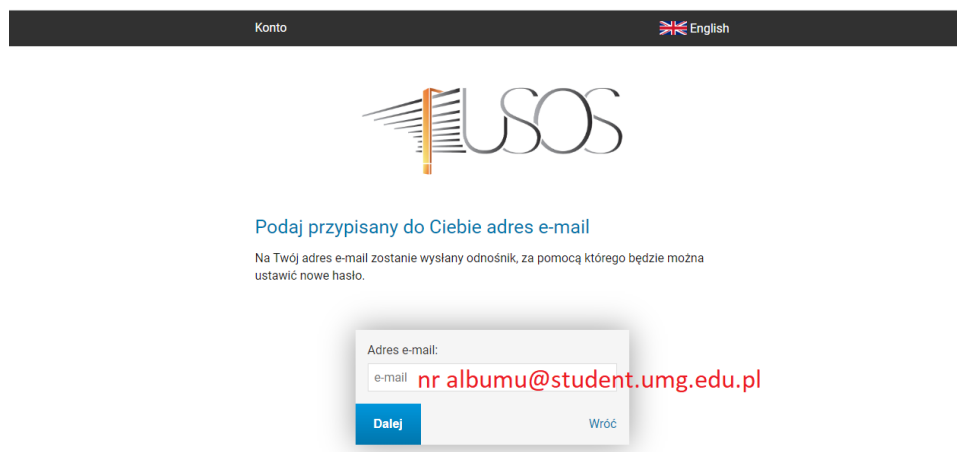 Konto
English
USOS
Podaj przypisany do Ciebie adres e-mail
Na Twój adres e-mail zostanie wysłany odnośnik, za pomocą którego będzie można
ustawić nowe hasło.
Adres e-mail:
e-mail nr albumu@student.umg.edu.pl
Dalej
Wróć